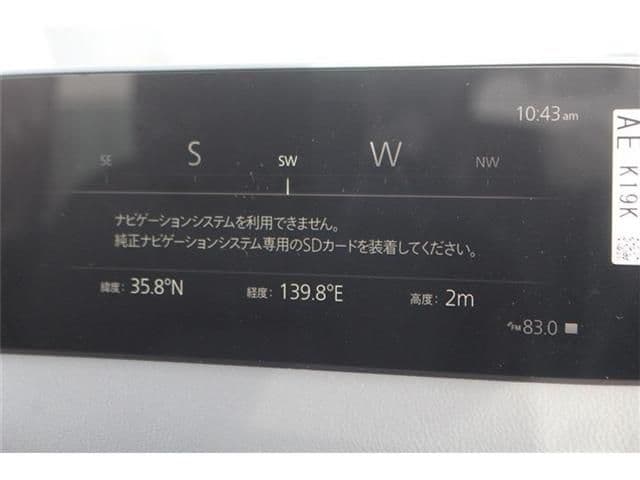 10:43am
SE S SW W NW
ナビゲーションシステムを利用できません。
純正ナビゲーションシステム専用のSDカードを装着してください。
緯度: 35.8°N 経度: 139.8°E 高度: 2m
FM 83.0
AE K19K